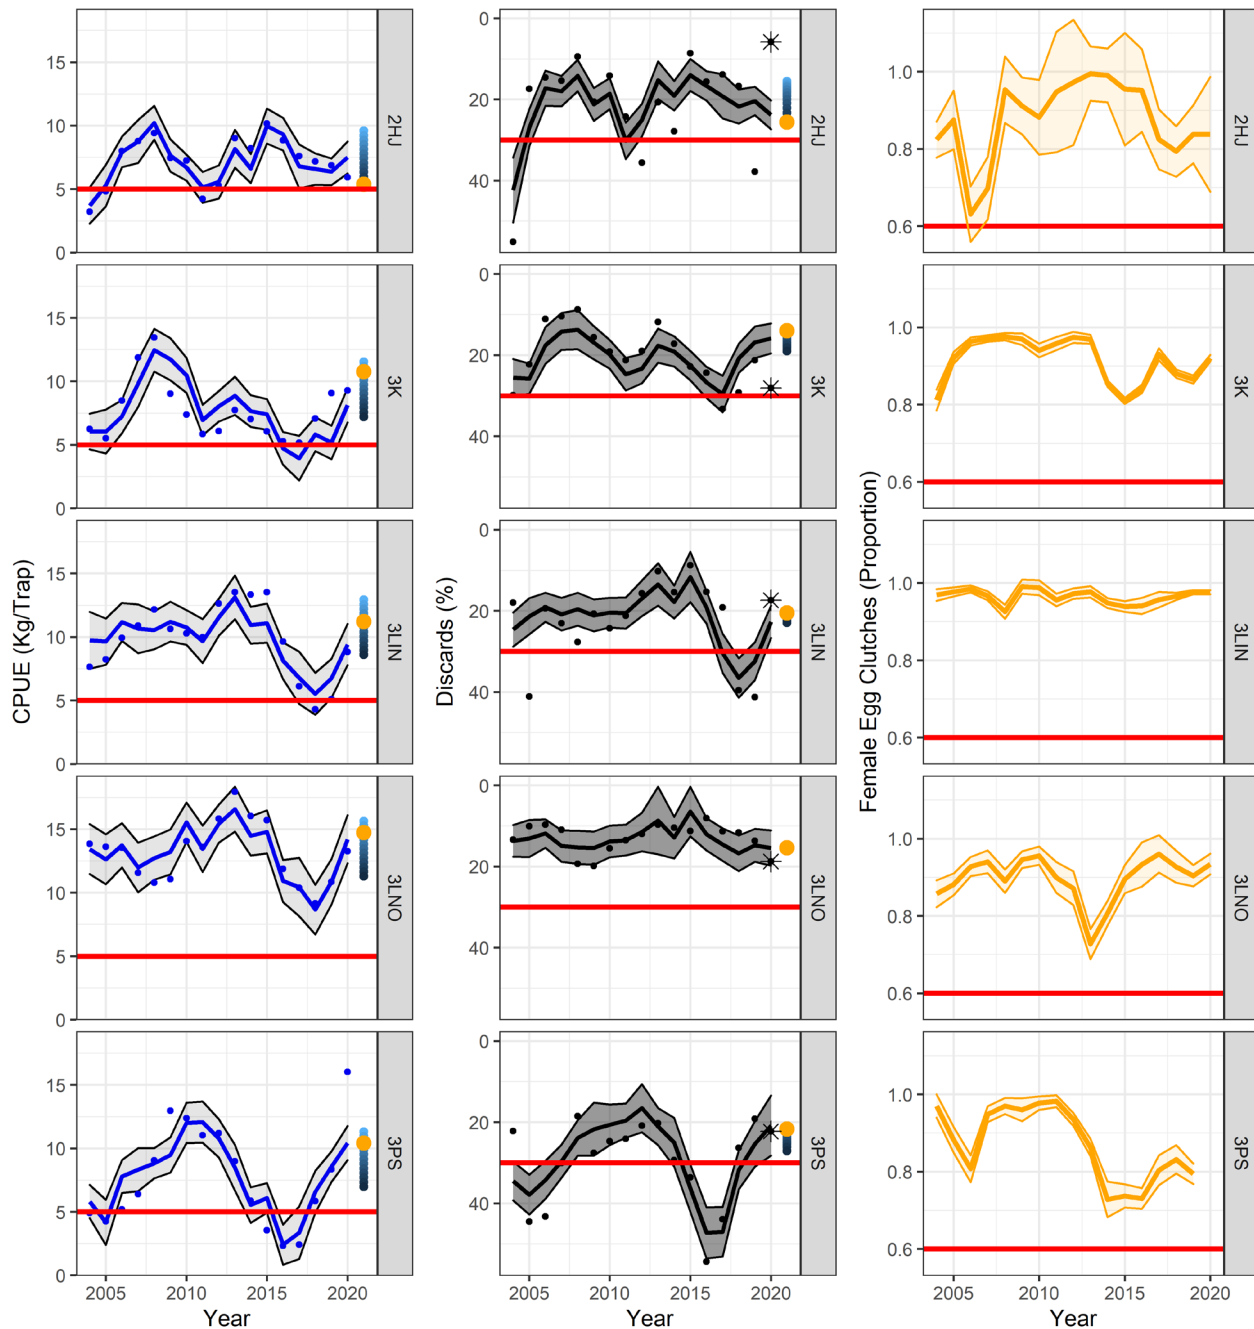 CPUE (Kg/Trap)
15
10
5
0
2HJ
15
10
5
0
3K
15
10
5
0
3LIN
15
10
5
0
3LNO
15
10
5
0
3PS
2005
2010
2015
2020
Year
Discards (%)
0
20
40
2HJ
0
20
40
3K
0
20
40
3LIN
0
20
40
3LNO
0
20
40
3PS
2005
2010
2015
2020
Year
Female Egg Clutches (Proportion)
1.0
0.8
0.6
2HJ
1.0
0.8
0.6
3K
1.0
0.8
0.6
3LIN
1.0
0.8
0.6
3LNO
1.0
0.8
0.6
3PS
2005
2010
2015
2020
Year